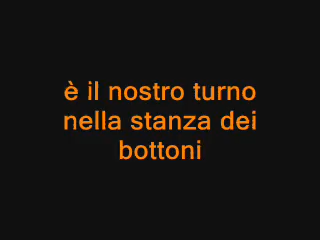 è il nostro turno
nella stanza dei
bottoni